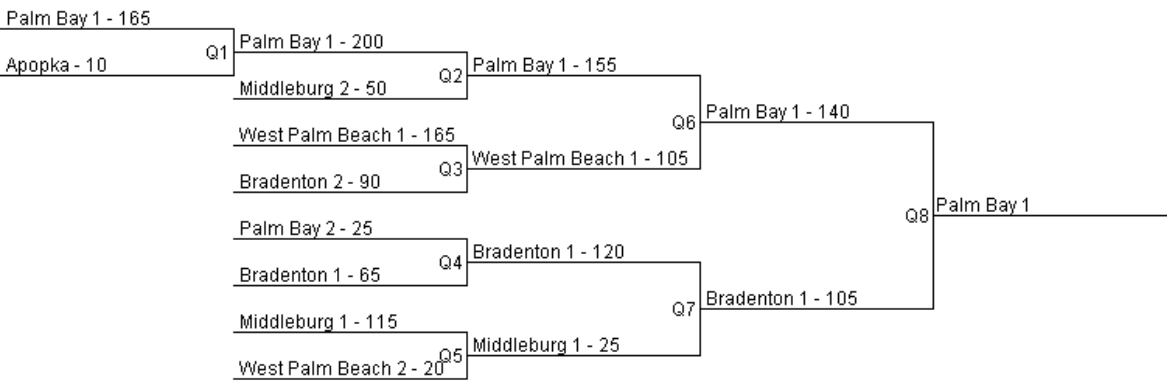 Palm Bay 1 - 165
Apopka - 10
Q1
Palm Bay 1 - 200
Middleburg 2 - 50
Q2
West Palm Beach 1 - 165
Bradenton 2 - 90
Q3
Palm Bay 2 - 25
Bradenton 1 - 65
Q4
Middleburg 1 - 115
West Palm Beach 2 - 20
Q5
Palm Bay 1 - 155
West Palm Beach 1 - 105
Q6
Bradenton 1 - 120
Middleburg 1 - 25
Q7
Palm Bay 1 - 140
Bradenton 1 - 105
Q8
Palm Bay 1